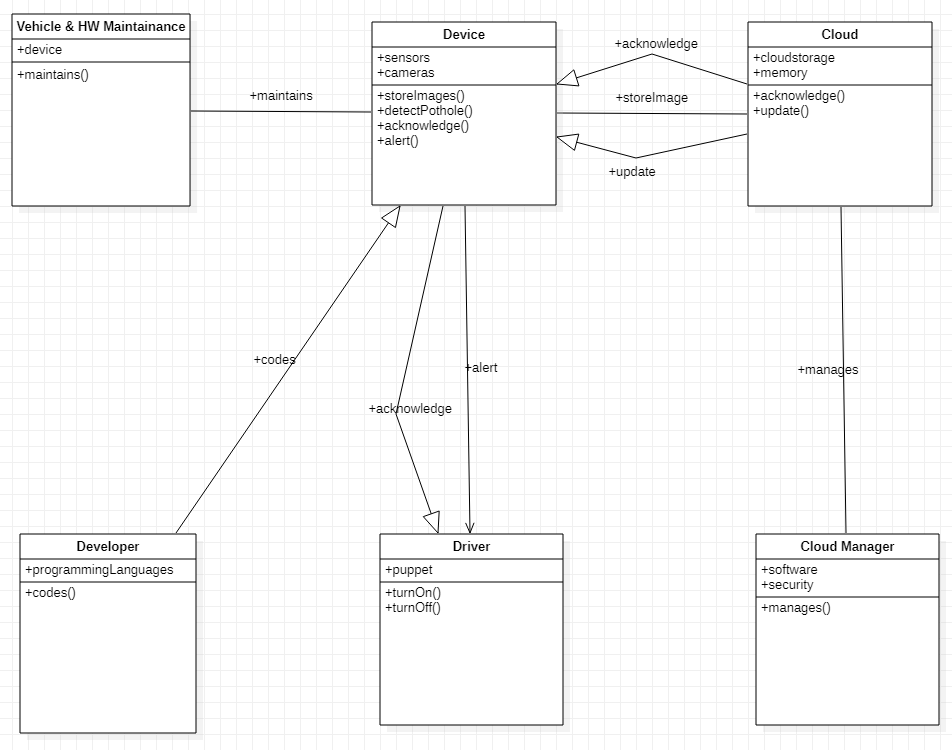 Vehicle & HW Maintainance
+device
+maintains()
+maintains
Device
+sensors
+cameras
+storeImages()
+detectPothole()
+acknowledge()
+alert()
+acknowledge
+storeImage
+update
Cloud
+cloudstorage
+memory
+acknowledge()
+update()
+codes
+acknowledge
+alert
+manages
Developer
+programmingLanguages
+codes()
Driver
+puppet
+turnOn()
+turnOff()
Cloud Manager
+software
+security
+manages()